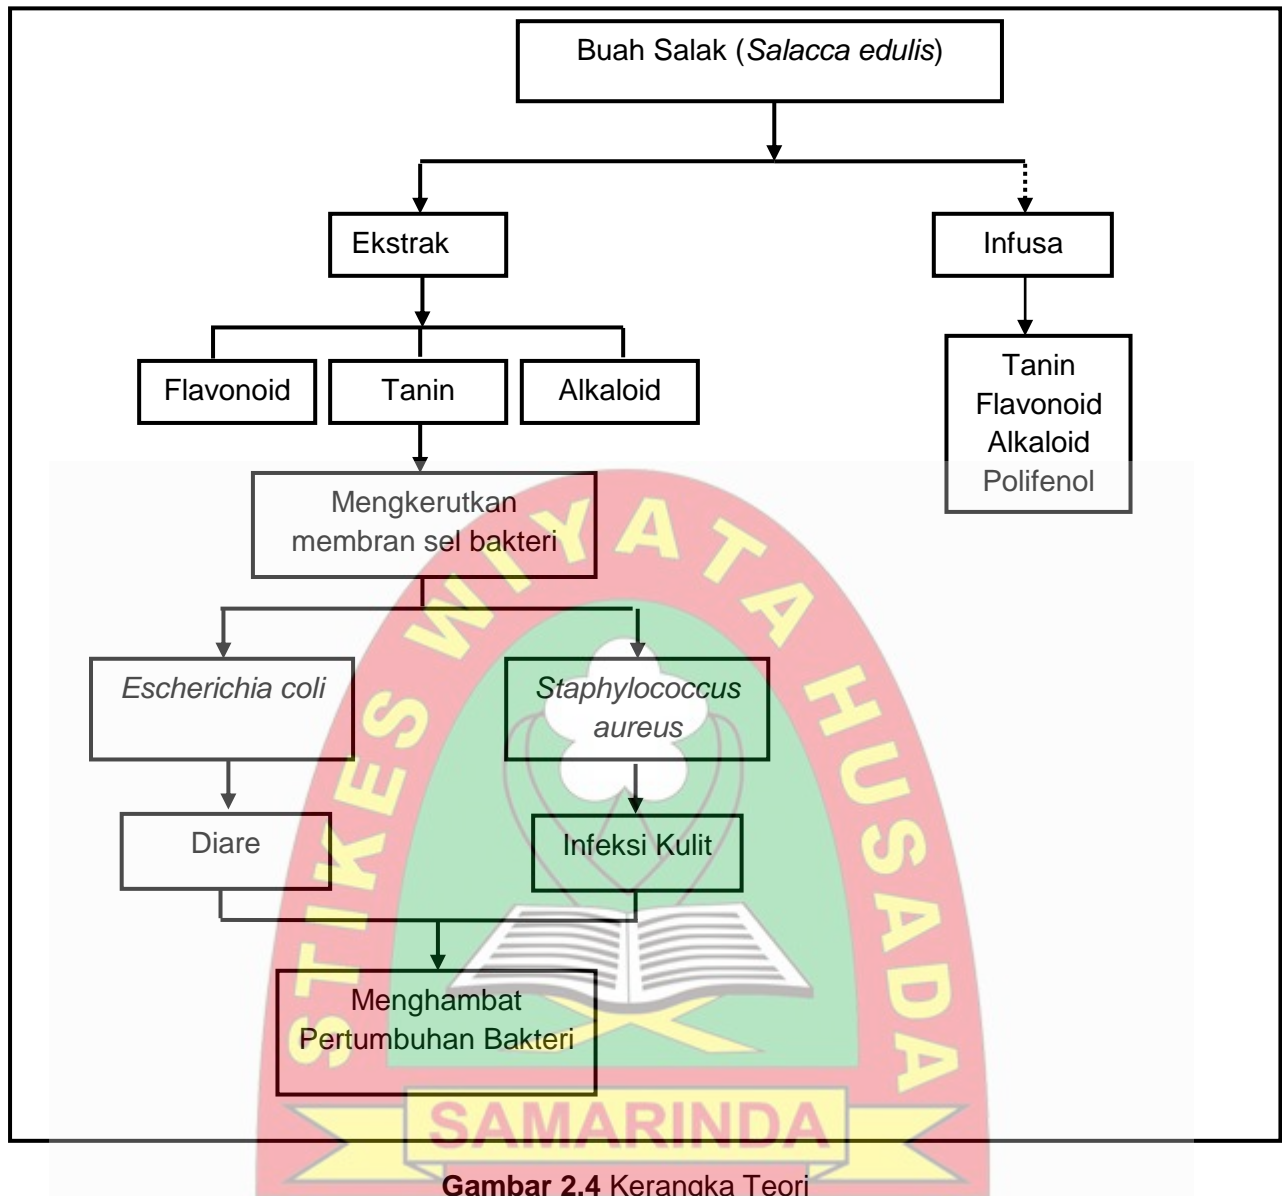 Buah Salak (Salacca edulis)
Ekstrak
Infusa
Flavonoid
Tanin
Alkaloid
Tanin
Flavonoid
Alkaloid
Polifenol
Mengkerutkan
membran sel bakteri
Escherichia coli
Staphylococcus
aureus
Diare
Infeksi Kulit
Menghambat
Pertumbuhan Bakteri
STIKES WIYATA HUSADA
SAMARINDA
Gambar 2.4 Kerangka Teori